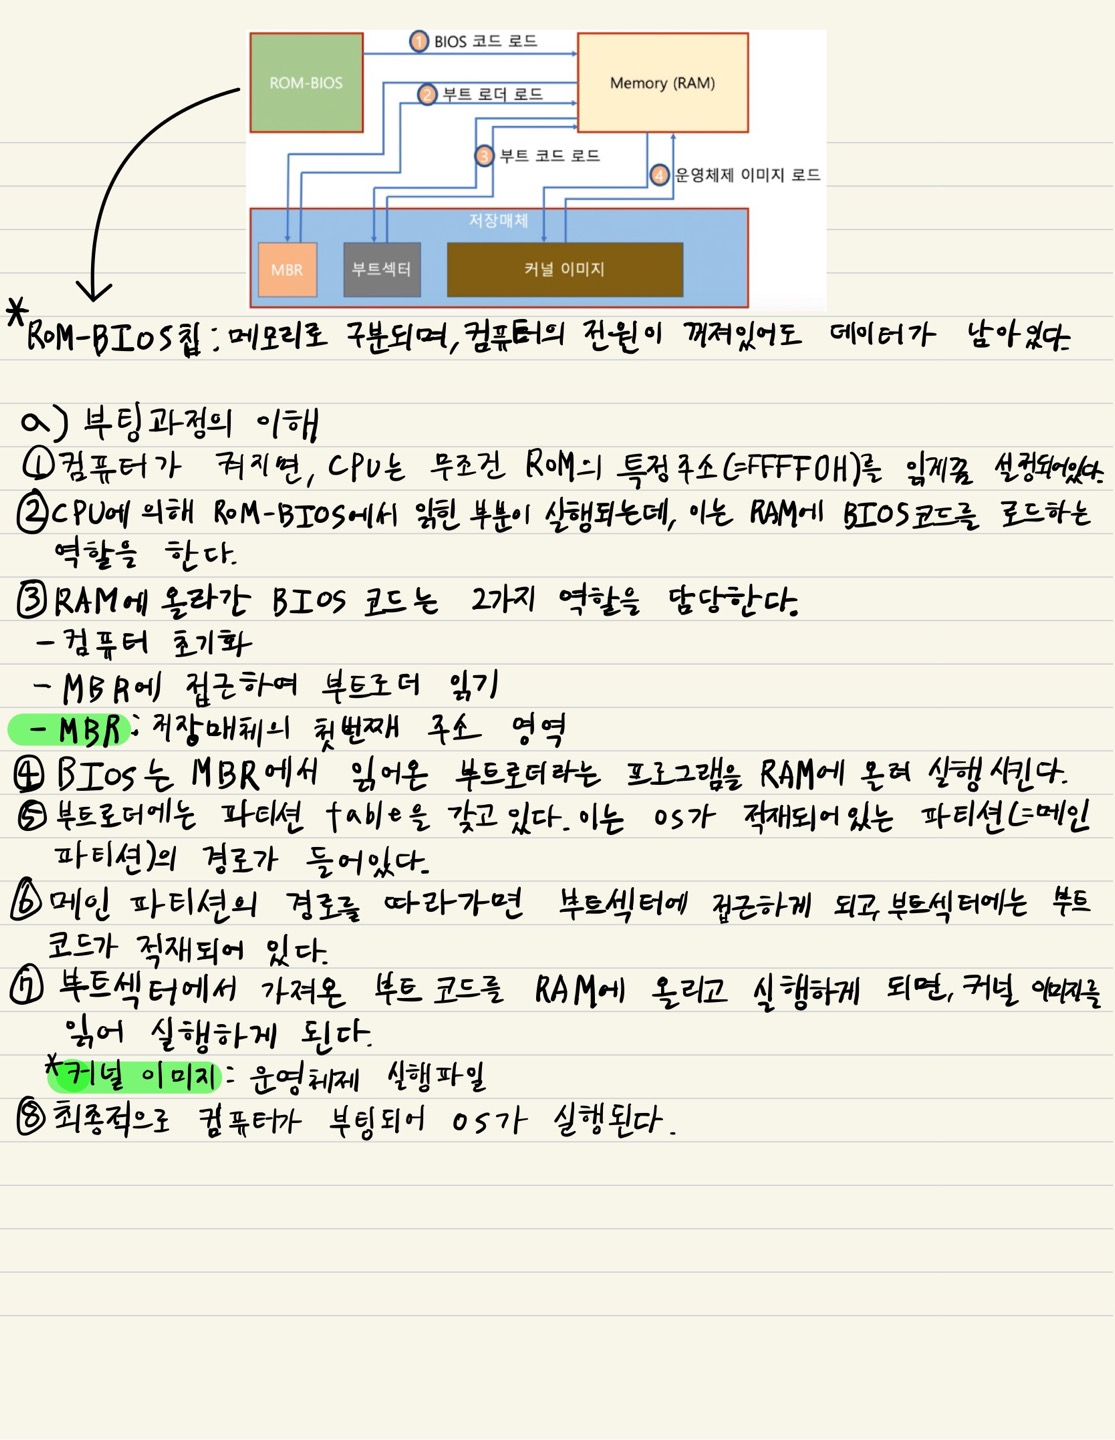 ① BIOS 코드 로드
ROM-BIOS
Memory (RAM)
② 부트 로더 로드
③ 부트 코드 로드
④ 운영체제 이미지 로드
저장매체
MBR
부트섹터
커널 이미지
*ROM-BIOS칩 : 메모리로 구분되며, 컴퓨터의 전원이 꺼져있어도 데이터가 남아있다.
a) 부팅과정의 이해
① 컴퓨터가 켜지면, CPU는 무조건 ROM의 특정주소(=FFFF0H)를 읽게끔 설정되어있다.
② CPU에 의해 ROM-BIOS에서 읽힌 부분이 실행되는데, 이는 RAM에 BIOS코드를 로드하는
역할을 한다.
③ RAM에 올라간 BIOS 코드는 2가지 역할을 담당한다.
- 컴퓨터 초기화
- MBR에 접근하여 부트로더 읽기
- MBR : 저장매체의 첫번째 주소 영역
④ BIOS는 MBR에서 읽어온 부트로더라는 프로그램을 RAM에 올려 실행시킨다.
⑤ 부트로더에는 파티션 table을 갖고 있다. 이는 OS가 적재되어 있는 파티션(=메인
파티션)의 경로가 들어있다.
⑥ 메인 파티션의 경로를 따라가면 부트섹터에 접근하게 되고, 부트섹터에는 부트
코드가 적재되어 있다.
⑦ 부트섹터에서 가져온 부트 코드를 RAM에 올리고 실행하게 되면, 커널 이미지를
읽어 실행하게 된다.
*커널 이미지 : 운영체제 실행파일
⑧ 최종적으로 컴퓨터가 부팅되어 OS가 실행된다.